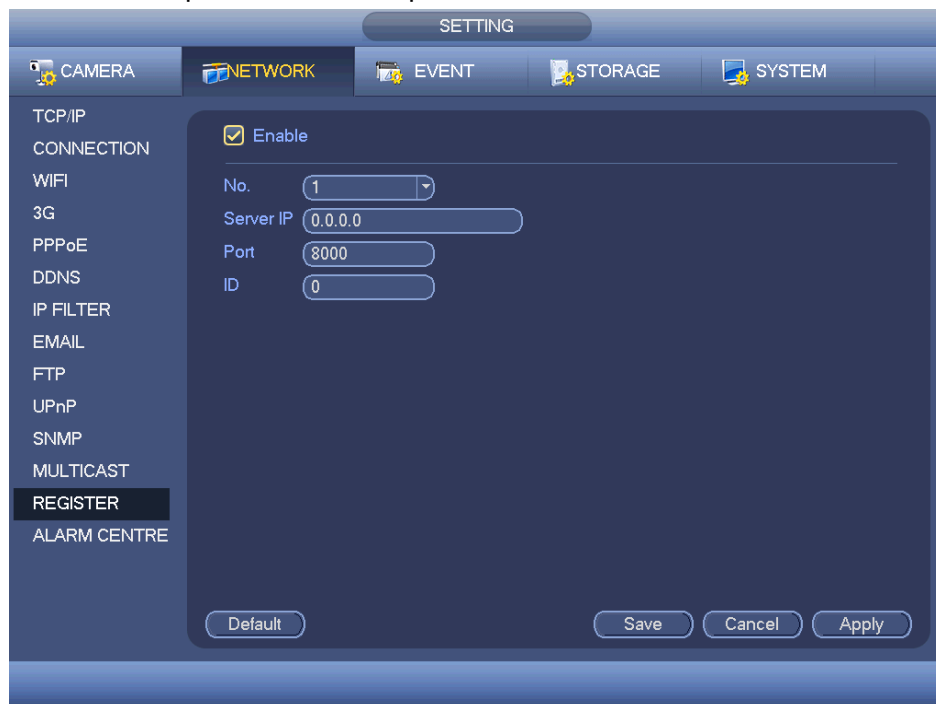 SETTING
CAMERA NETWORK EVENT STORAGE SYSTEM
TCP/IP
CONNECTION
WIFI
3G
PPPoE
DDNS
IP FILTER
EMAIL
FTP
UPnP
SNMP
MULTICAST
REGISTER
ALARM CENTRE
Enable
No. 1
Server IP 0.0.0.0
Port 8000
ID 0
Default Save Cancel Apply